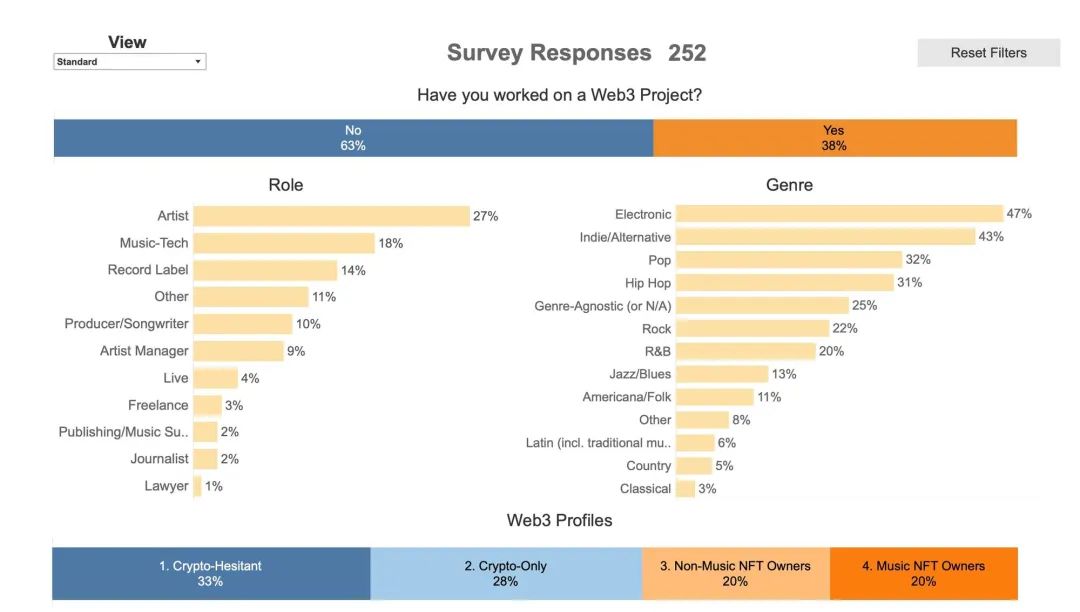 View
Standard
Survey Responses 252
Reset Filters
Have you worked on a Web3 Project?
No
63%
Yes
38%
Role
Artist 27%
Music-Tech 18%
Record Label 14%
Other 11%
Producer/Songwriter 10%
Artist Manager 9%
Live 4%
Freelance 3%
Publishing/Music Su.. 2%
Journalist 2%
Lawyer 1%
Genre
Electronic 47%
Indie/Alternative 43%
Pop 32%
Hip Hop 31%
Genre-Agnostic (or N/A) 25%
Rock 22%
R&B 20%
Jazz/Blues 13%
Americana/Folk 11%
Other 8%
Latin (incl. traditional mu.. 6%
Country 5%
Classical 3%
Web3 Profiles
1. Crypto-Hesitant
33%
2. Crypto-Only
28%
3. Non-Music NFT Owners
20%
4. Music NFT Owners
20%